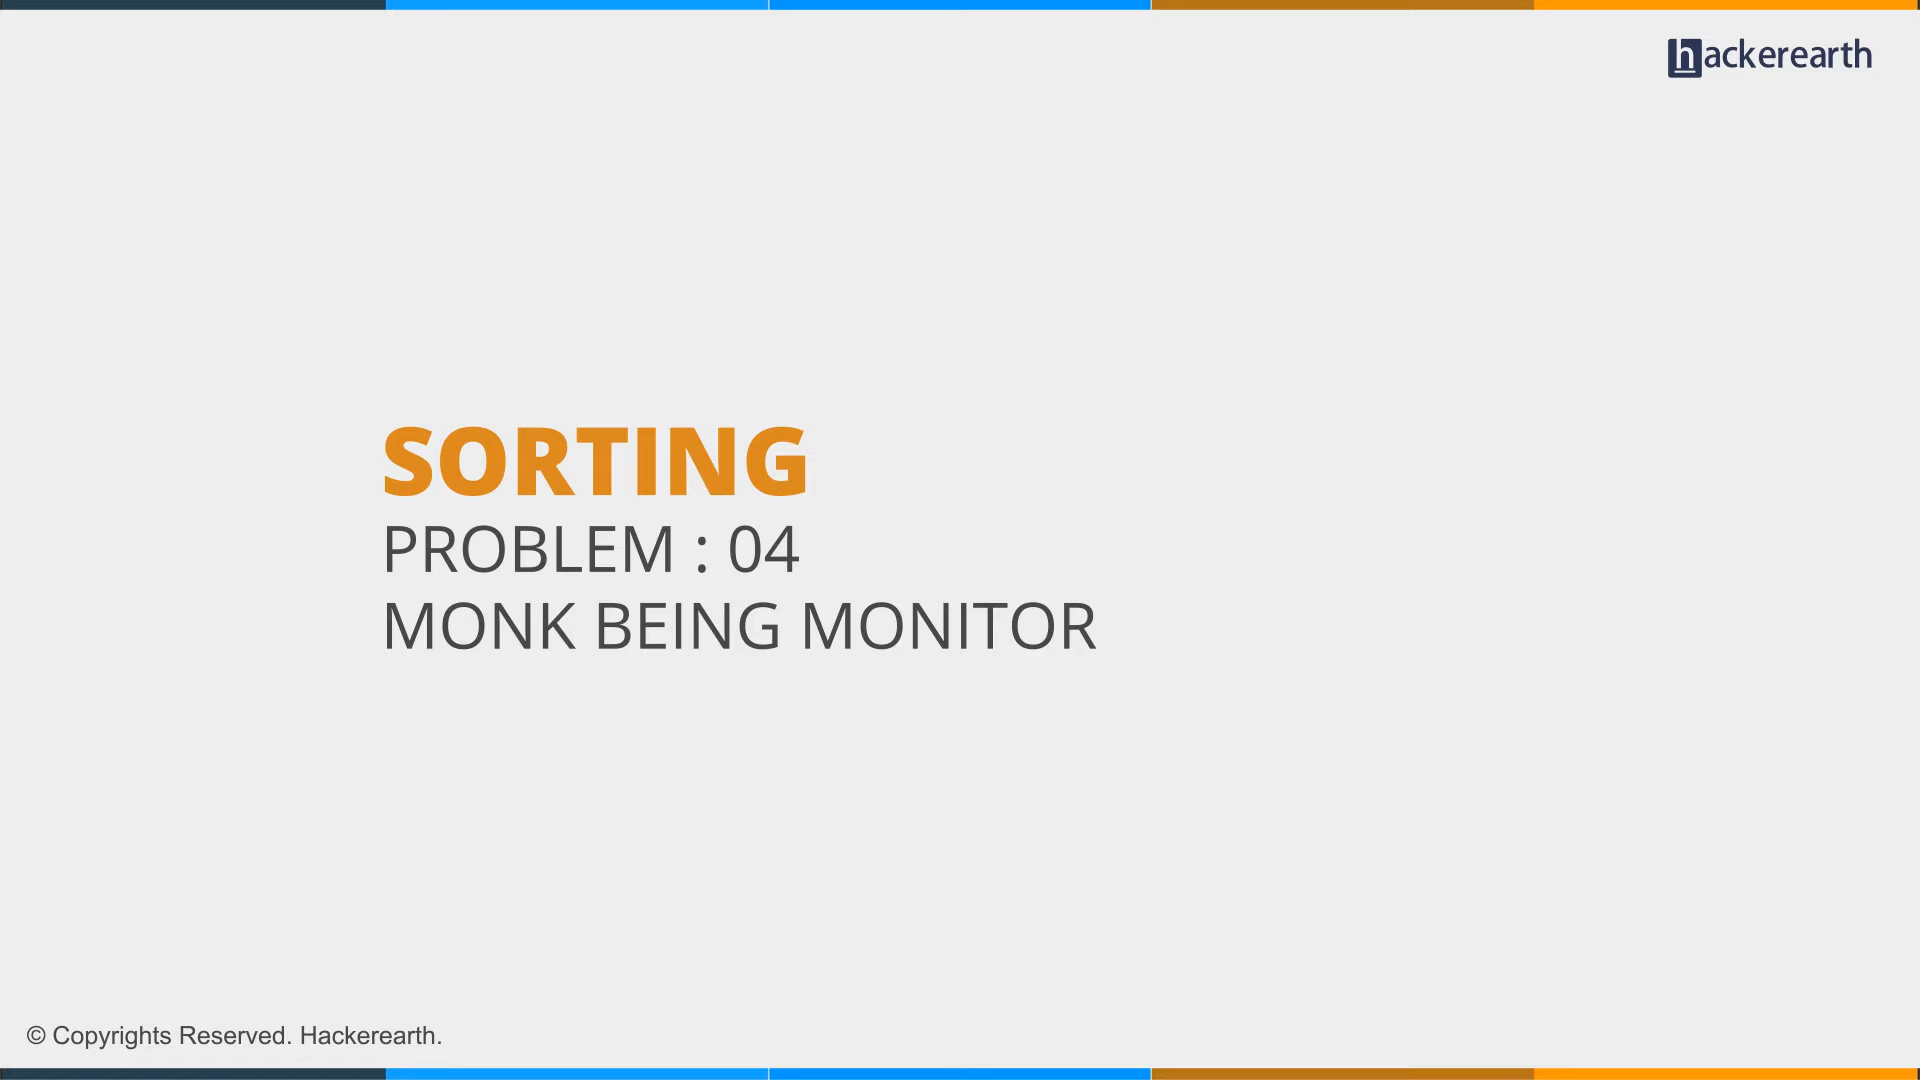 hackerearth
SORTING
PROBLEM : 04
MONK BEING MONITOR
© Copyrights Reserved. Hackerearth.